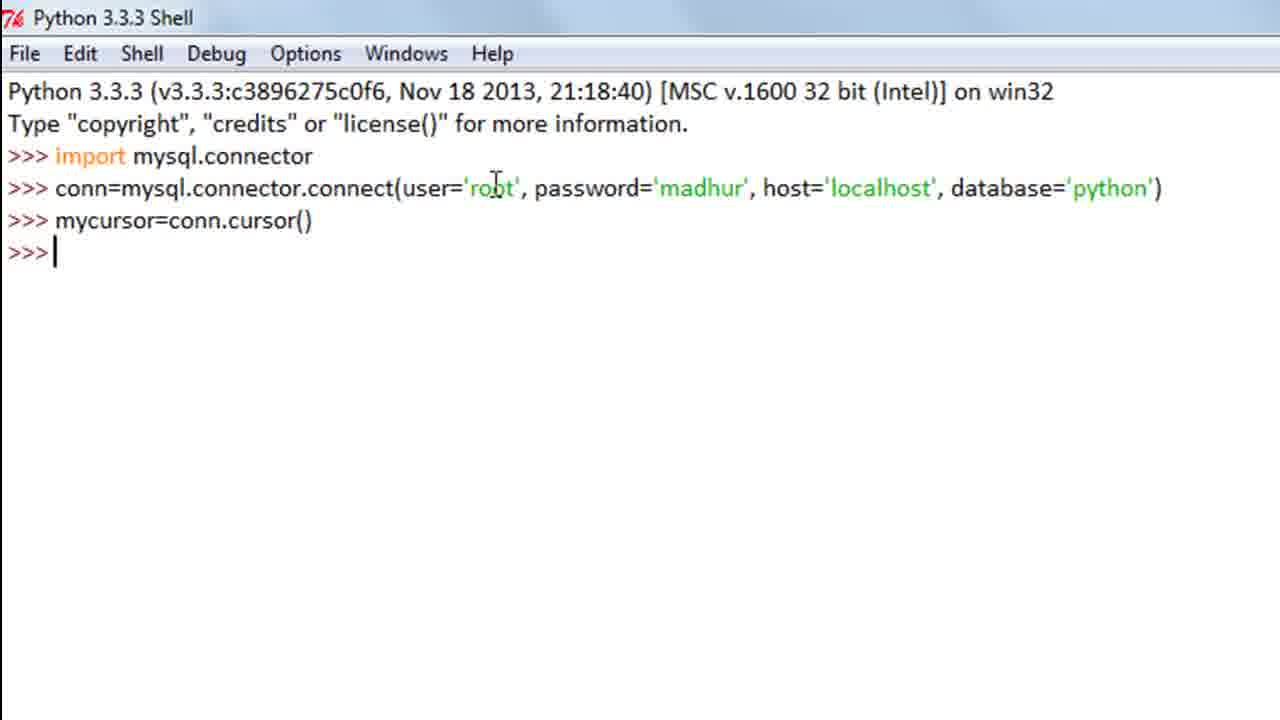 Python 3.3.3 Shell
File Edit Shell Debug Options Windows Help
Python 3.3.3 (v3.3.3:c3896275c0f6, Nov 18 2013, 21:18:40) [MSC v.1600 32 bit (Intel)] on win32
Type "copyright", "credits" or "license()" for more information.
>>> import mysql.connector
>>> conn=mysql.connector.connect(user='root', password='madhur', host='localhost', database='python')
>>> mycursor=conn.cursor()
>>>